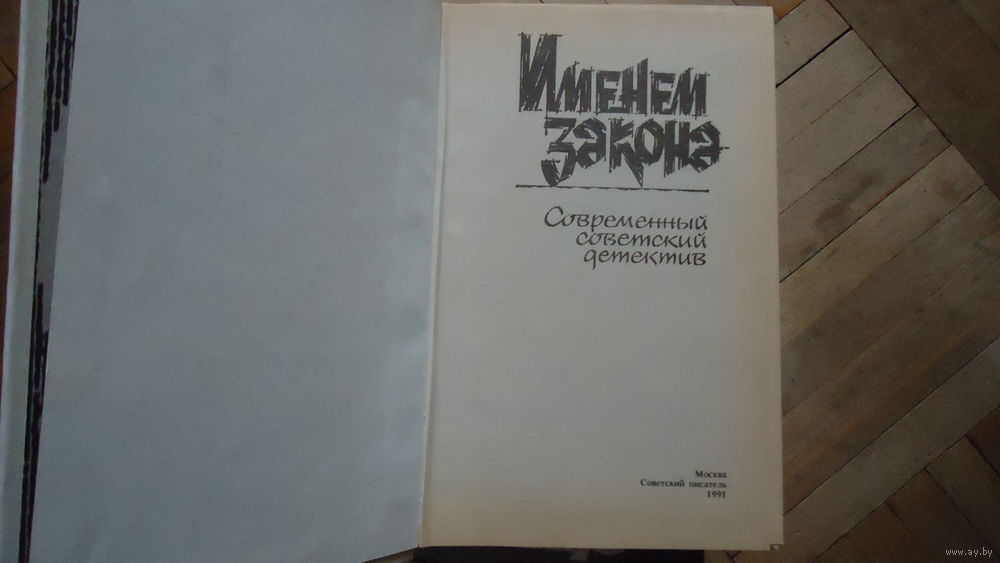 Именем
закона
Современный
советский
детектив
Москва
Советский писатель
1991
www.ay.by